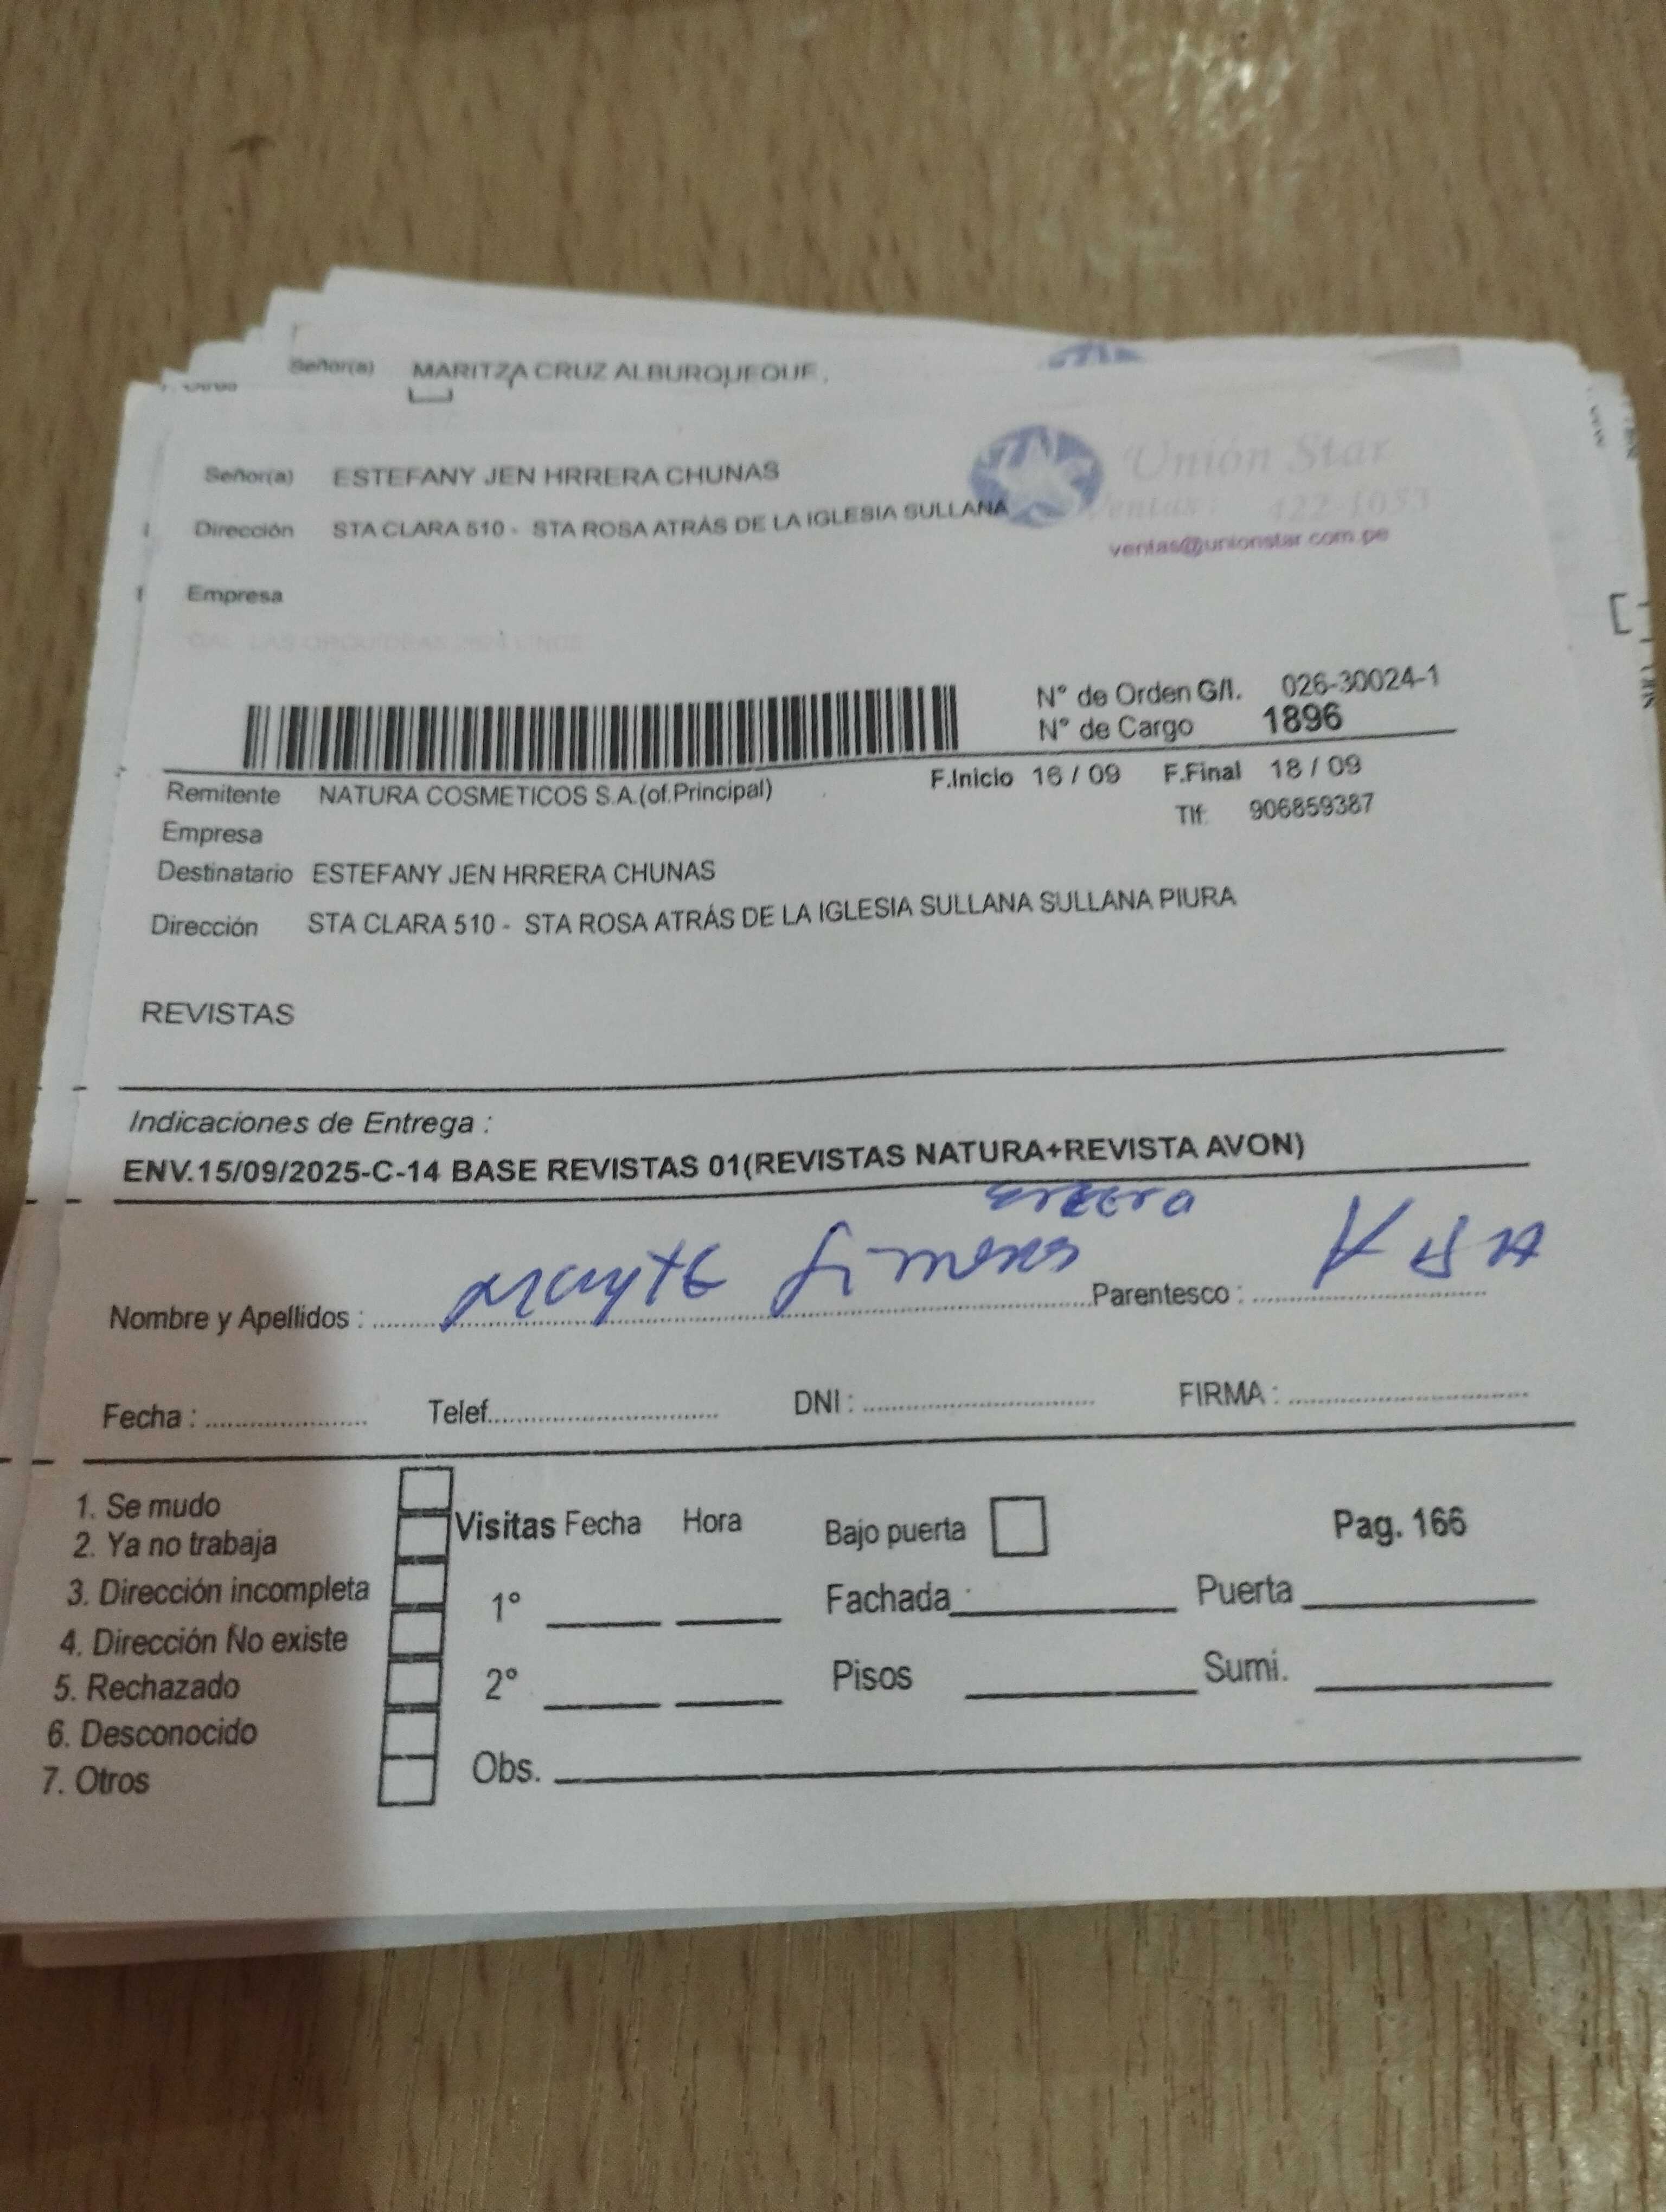 Señor(a) MARITZA CRUZ ALBURQUEQUE
Señor(a) ESTEFANY JEN HRRERA CHUNAS
Dirección STA CLARA 510 - STA ROSA ATRÁS DE LA IGLESIA SULLANA
Unión Star
Ventas: 422-1053
ventas@unionstar.com.pe
Empresa
N° de Orden G/I. 026-30024-1
N° de Cargo 1896
F.Inicio 16 / 09 F.Final 18 / 09
Remitente NATURA COSMETICOS S.A.(of.Principal)
Tlf: 906859387
Empresa
Destinatario ESTEFANY JEN HRRERA CHUNAS
Dirección STA CLARA 510 - STA ROSA ATRÁS DE LA IGLESIA SULLANA SULLANA PIURA
REVISTAS
Indicaciones de Entrega :
ENV.15/09/2025-C-14 BASE REVISTAS 01(REVISTAS NATURA+REVISTA AVON)
Nombre y Apellidos : Mayte Parentesco :
Fecha : Telef. DNI : FIRMA :
1. Se mudo
2. Ya no trabaja
3. Dirección incompleta
4. Dirección No existe
5. Rechazado
6. Desconocido
7. Otros
Visitas Fecha Hora Bajo puerta Pag. 166
1° Fachada Puerta
2° Pisos Sumi.
Obs.